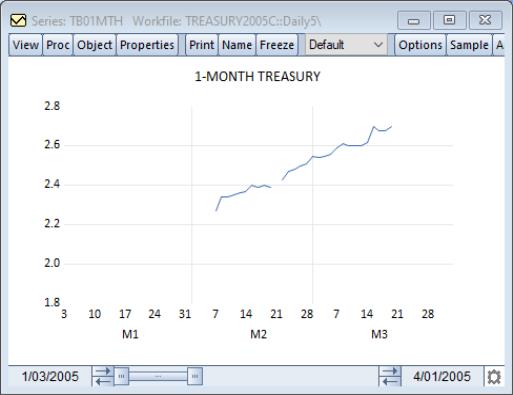 Series: TB01MTH Workfile: TREASURY2005C::Daily5\
View Proc Object Properties Print Name Freeze Default Options Sample A
1-MONTH TREASURY
2.8
2.6
2.4
2.2
2.0
1.8
3 10 17 24 31 7 14 21 28 7 14 21 28
M1 M2 M3
1/03/2005 4/01/2005